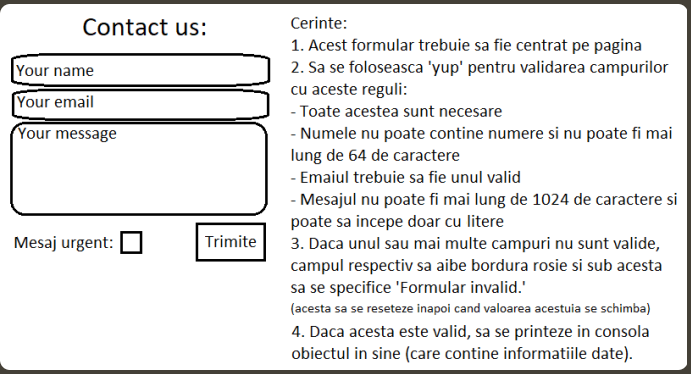 Contact us:
Your name
Your email
Your message
Mesaj urgent:
Trimite
Cerinte:
1. Acest formular trebuie sa fie centrat pe pagina
2. Sa se foloseasca 'yup' pentru validarea campurilor
cu aceste reguli:
- Toate acestea sunt necesare
- Numele nu poate contine numere si nu poate fi mai
lung de 64 de caractere
- Emaiul trebuie sa fie unul valid
- Mesajul nu poate fi mai lung de 1024 de caractere si
poate sa incepe doar cu litere
3. Daca unul sau mai multe campuri nu sunt valide,
campul respectiv sa aibe bordura rosie si sub acesta
sa se specifice 'Formular invalid.'
(acesta sa se reseteze inapoi cand valoarea acestuia se schimba)
4. Daca acesta este valid, sa se printeze in consola
obiectul in sine (care contine informatiile date).